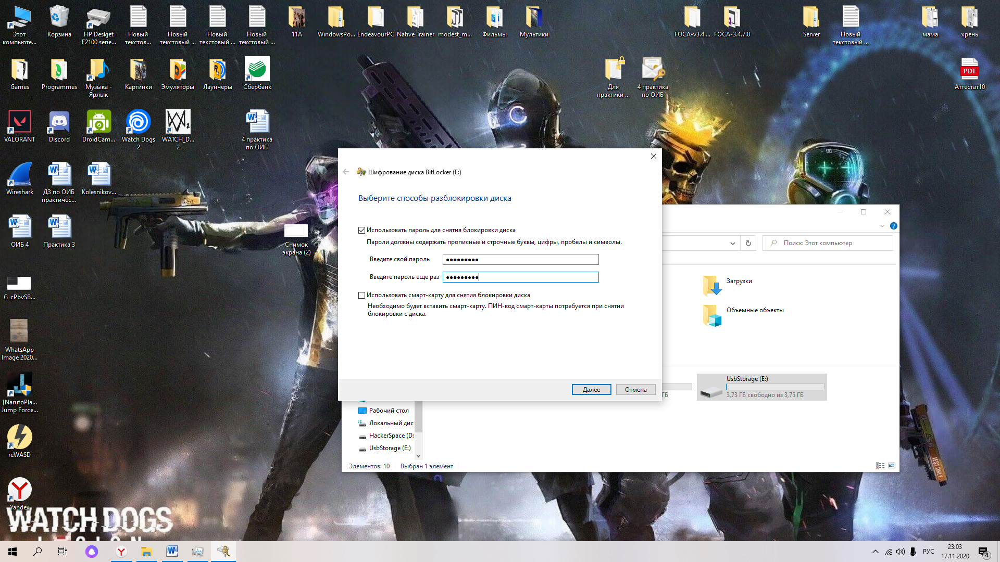 Этот
компьюте...
Корзина
HP Deskjet
F2100 serie...
Новый
текстов...
Новый
текстовый ...
Новый
текстовый ...
Новый
текстовый ...
11А
WindowsPo...
EndeavourPC
Native Trainer
modest_m...
Фильмы
Мультики
FOCA-v3.4....
FOCA-3.4.7.0
Server
Новый
текстовый ...
мама
хрень
Games
Programmes
Музыка -
Ярлык
Картинки
Эмуляторы
Лаунчеры
Сбербанк
Для
практики ...
4 практика
по ОИБ
PDF
Аттестат10
VALORANT
Discord
DroidCam...
Watch Dogs
2
WATCH_D...
2
4 практика
по ОИБ
Wireshark
ДЗ по ОИБ
практичес...
Kolesnikov...
ОИБ 4
Практика 3
Снимок
экрана (2)
G_cPbvSB...
WhatsApp
Image 2020...
[NarutoPla...
Jump Force...
reWASD
Yandex
WATCH DOGS
Шифрование диска BitLocker (E:)
Выберите способы разблокировки диска
Использовать пароль для снятия блокировки диска
Пароли должны содержать прописные и строчные буквы, цифры, пробелы и символы.
Введите свой пароль
Введите пароль еще раз
Использовать смарт-карту для снятия блокировки диска
Необходимо будет вставить смарт-карту. ПИН-код смарт-карты потребуется при снятии
блокировки с диска.
Далее
Отмена
Поиск: Этот компьютер
Загрузки
Объемные объекты
UsbStorage (E:)
3,73 ГБ свободно из 3,75 ГБ
ГБ
Рабочий стол
Локальный дис
HackerSpace (D:
UsbStorage (E:)
Элементов: 10
Выбран 1 элемент
TEST ONLY
РУС
23:03
17.11.2020
4